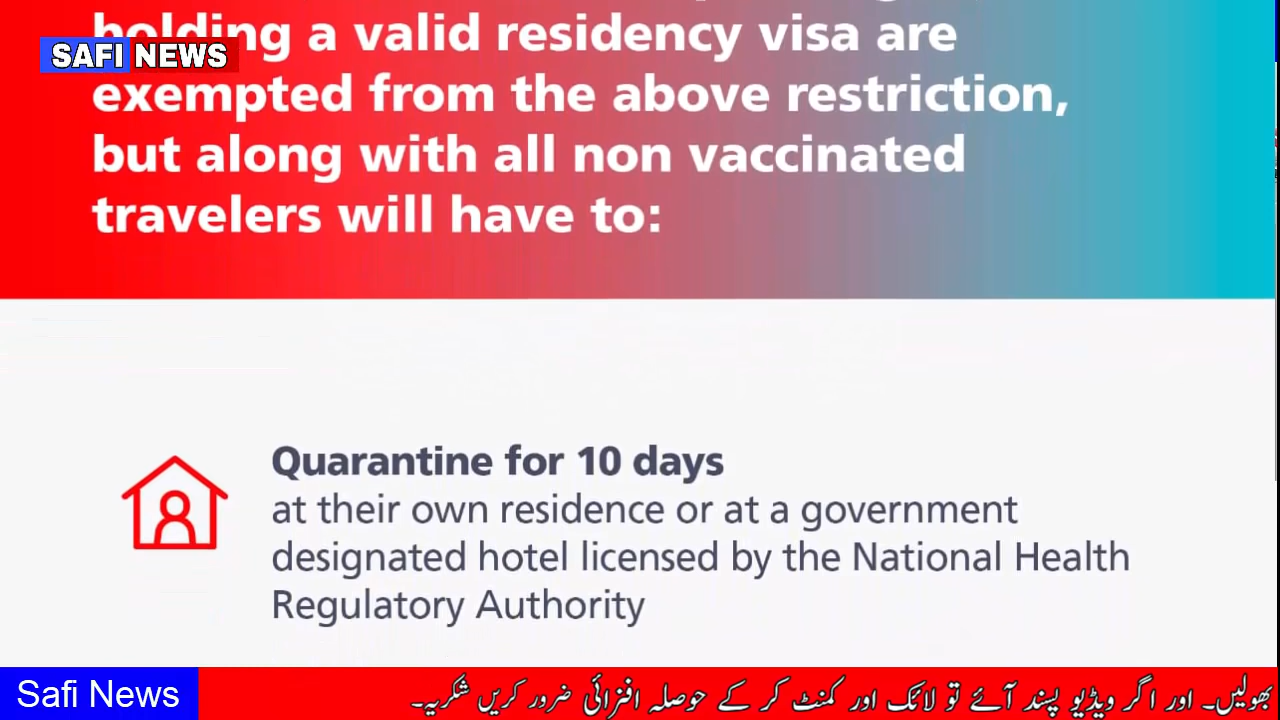 holding a valid residency visa are
SAFI NEWS
exempted from the above restriction,
but along with all non vaccinated
travelers will have to:
Quarantine for 10 days
at their own residence or at a government
designated hotel licensed by the National Health
Regulatory Authority
Safi News
بھولیں۔ اور اگر ویڈیو پسند آئے تو لائک اور کمنٹ کر کے حوصلہ افزائی ضرور کریں شکریہ۔